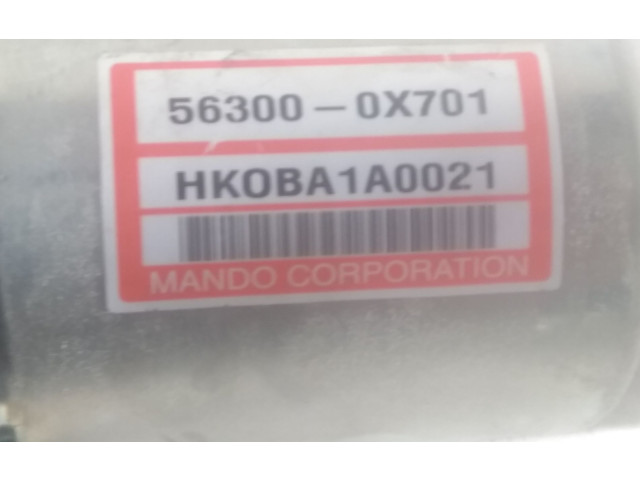 56300-0X701
HKOBA1A0021
MANDO CORPORATION